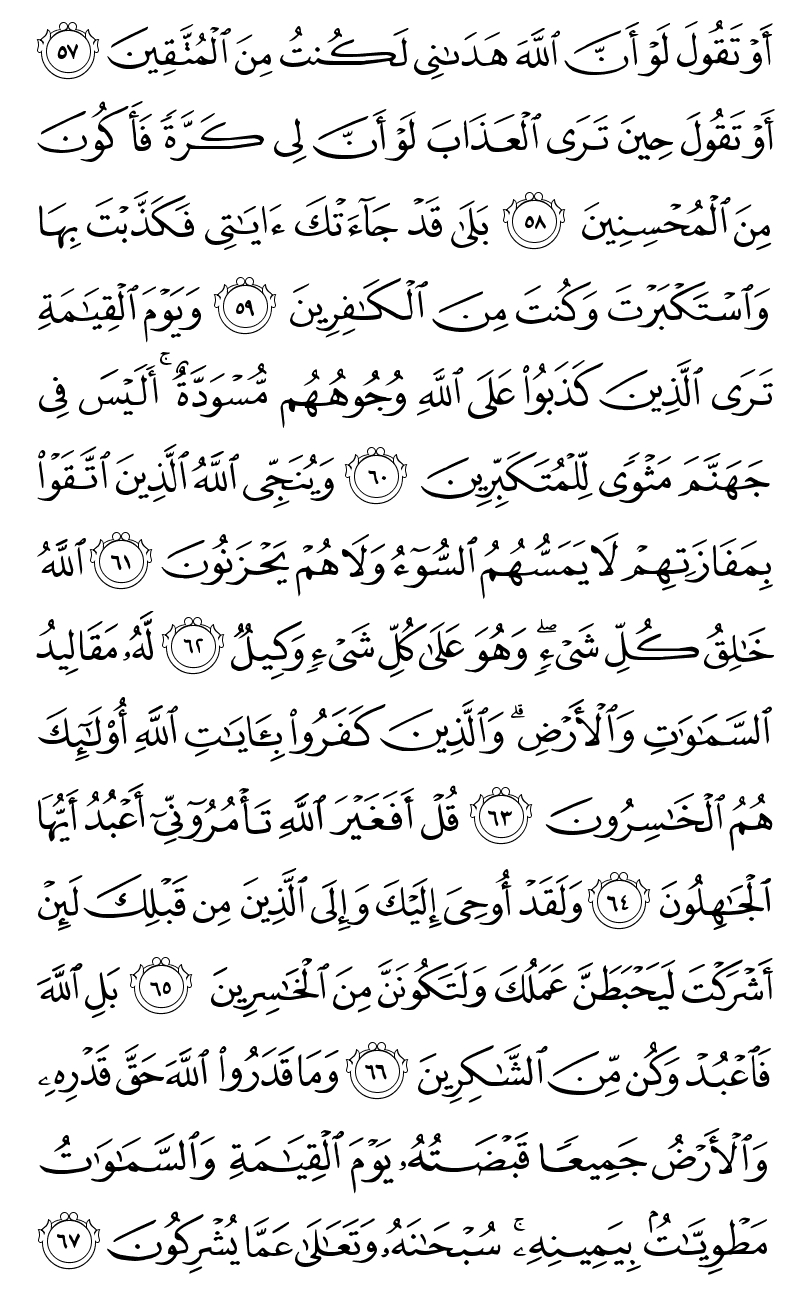 أَوْ تَقُولَ لَوْ أَنَّ ٱللَّهَ هَدَىٰنِى لَكُنتُ مِنَ ٱلْمُتَّقِينَ ٥٧
أَوْ تَقُولَ حِينَ تَرَى ٱلْعَذَابَ لَوْ أَنَّ لِى كَرَّةً فَأَكُونَ
مِنَ ٱلْمُحْسِنِينَ ٥٨ بَلَىٰ قَدْ جَآءَتْكَ ءَايَـٰتِى فَكَذَّبْتَ بِهَا
وَٱسْتَكْبَرْتَ وَكُنتَ مِنَ ٱلْكَـٰفِرِينَ ٥٩ وَيَوْمَ ٱلْقِيَـٰمَةِ
تَرَى ٱلَّذِينَ كَذَبُوا۟ عَلَى ٱللَّهِ وُجُوهُهُم مُّسْوَدَّةٌ ۚ أَلَيْسَ فِى
جَهَنَّمَ مَثْوًى لِّلْمُتَكَبِّرِينَ ٦٠ وَيُنَجِّى ٱللَّهُ ٱلَّذِينَ ٱتَّقَوْا۟
بِمَفَازَتِهِمْ لَا يَمَسُّهُمُ ٱلسُّوٓءُ وَلَا هُمْ يَحْزَنُونَ ٦١ ٱللَّهُ
خَـٰلِقُ كُلِّ شَىْءٍ ۖ وَهُوَ عَلَىٰ كُلِّ شَىْءٍ وَكِيلٌ ٦٢ لَّهُۥ مَقَالِيدُ
ٱلسَّمَـٰوَٰتِ وَٱلْأَرْضِ ۗ وَٱلَّذِينَ كَفَرُوا۟ بِـَٔايَـٰتِ ٱللَّهِ أُو۟لَـٰٓئِكَ
هُمُ ٱلْخَـٰسِرُونَ ٦٣ قُلْ أَفَغَيْرَ ٱللَّهِ تَأْمُرُوٓنِّىٓ أَعْبُدُ أَيُّهَا
ٱلْجَـٰهِلُونَ ٦٤ وَلَقَدْ أُوحِىَ إِلَيْكَ وَإِلَى ٱلَّذِينَ مِن قَبْلِكَ لَئِنْ
أَشْرَكْتَ لَيَحْبَطَنَّ عَمَلُكَ وَلَتَكُونَنَّ مِنَ ٱلْخَـٰسِرِينَ ٦٥ بَلِ ٱللَّهَ
فَٱعْبُدْ وَكُن مِّنَ ٱلشَّـٰكِرِينَ ٦٦ وَمَا قَدَرُوا۟ ٱللَّهَ حَقَّ قَدْرِهِۦ
وَٱلْأَرْضُ جَمِيعًا قَبْضَتُهُۥ يَوْمَ ٱلْقِيَـٰمَةِ وَٱلسَّمَـٰوَٰتُ
مَطْوِيَّـٰتٌۢ بِيَمِينِهِۦ ۚ سُبْحَـٰنَهُۥ وَتَعَـٰلَىٰ عَمَّا يُشْرِكُونَ ٦٧